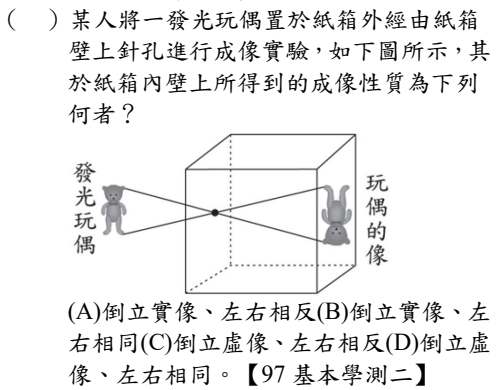 （　）某人將一發光玩偶置於紙箱外經由紙箱
壁上針孔進行成像實驗，如下圖所示，其
於紙箱內壁上所得到的成像性質為下列
何者？
發光玩偶
玩偶的像
(A)倒立實像、左右相反(B)倒立實像、左
右相同(C)倒立虛像、左右相反(D)倒立虛
像、左右相同。【97 基本學測二】